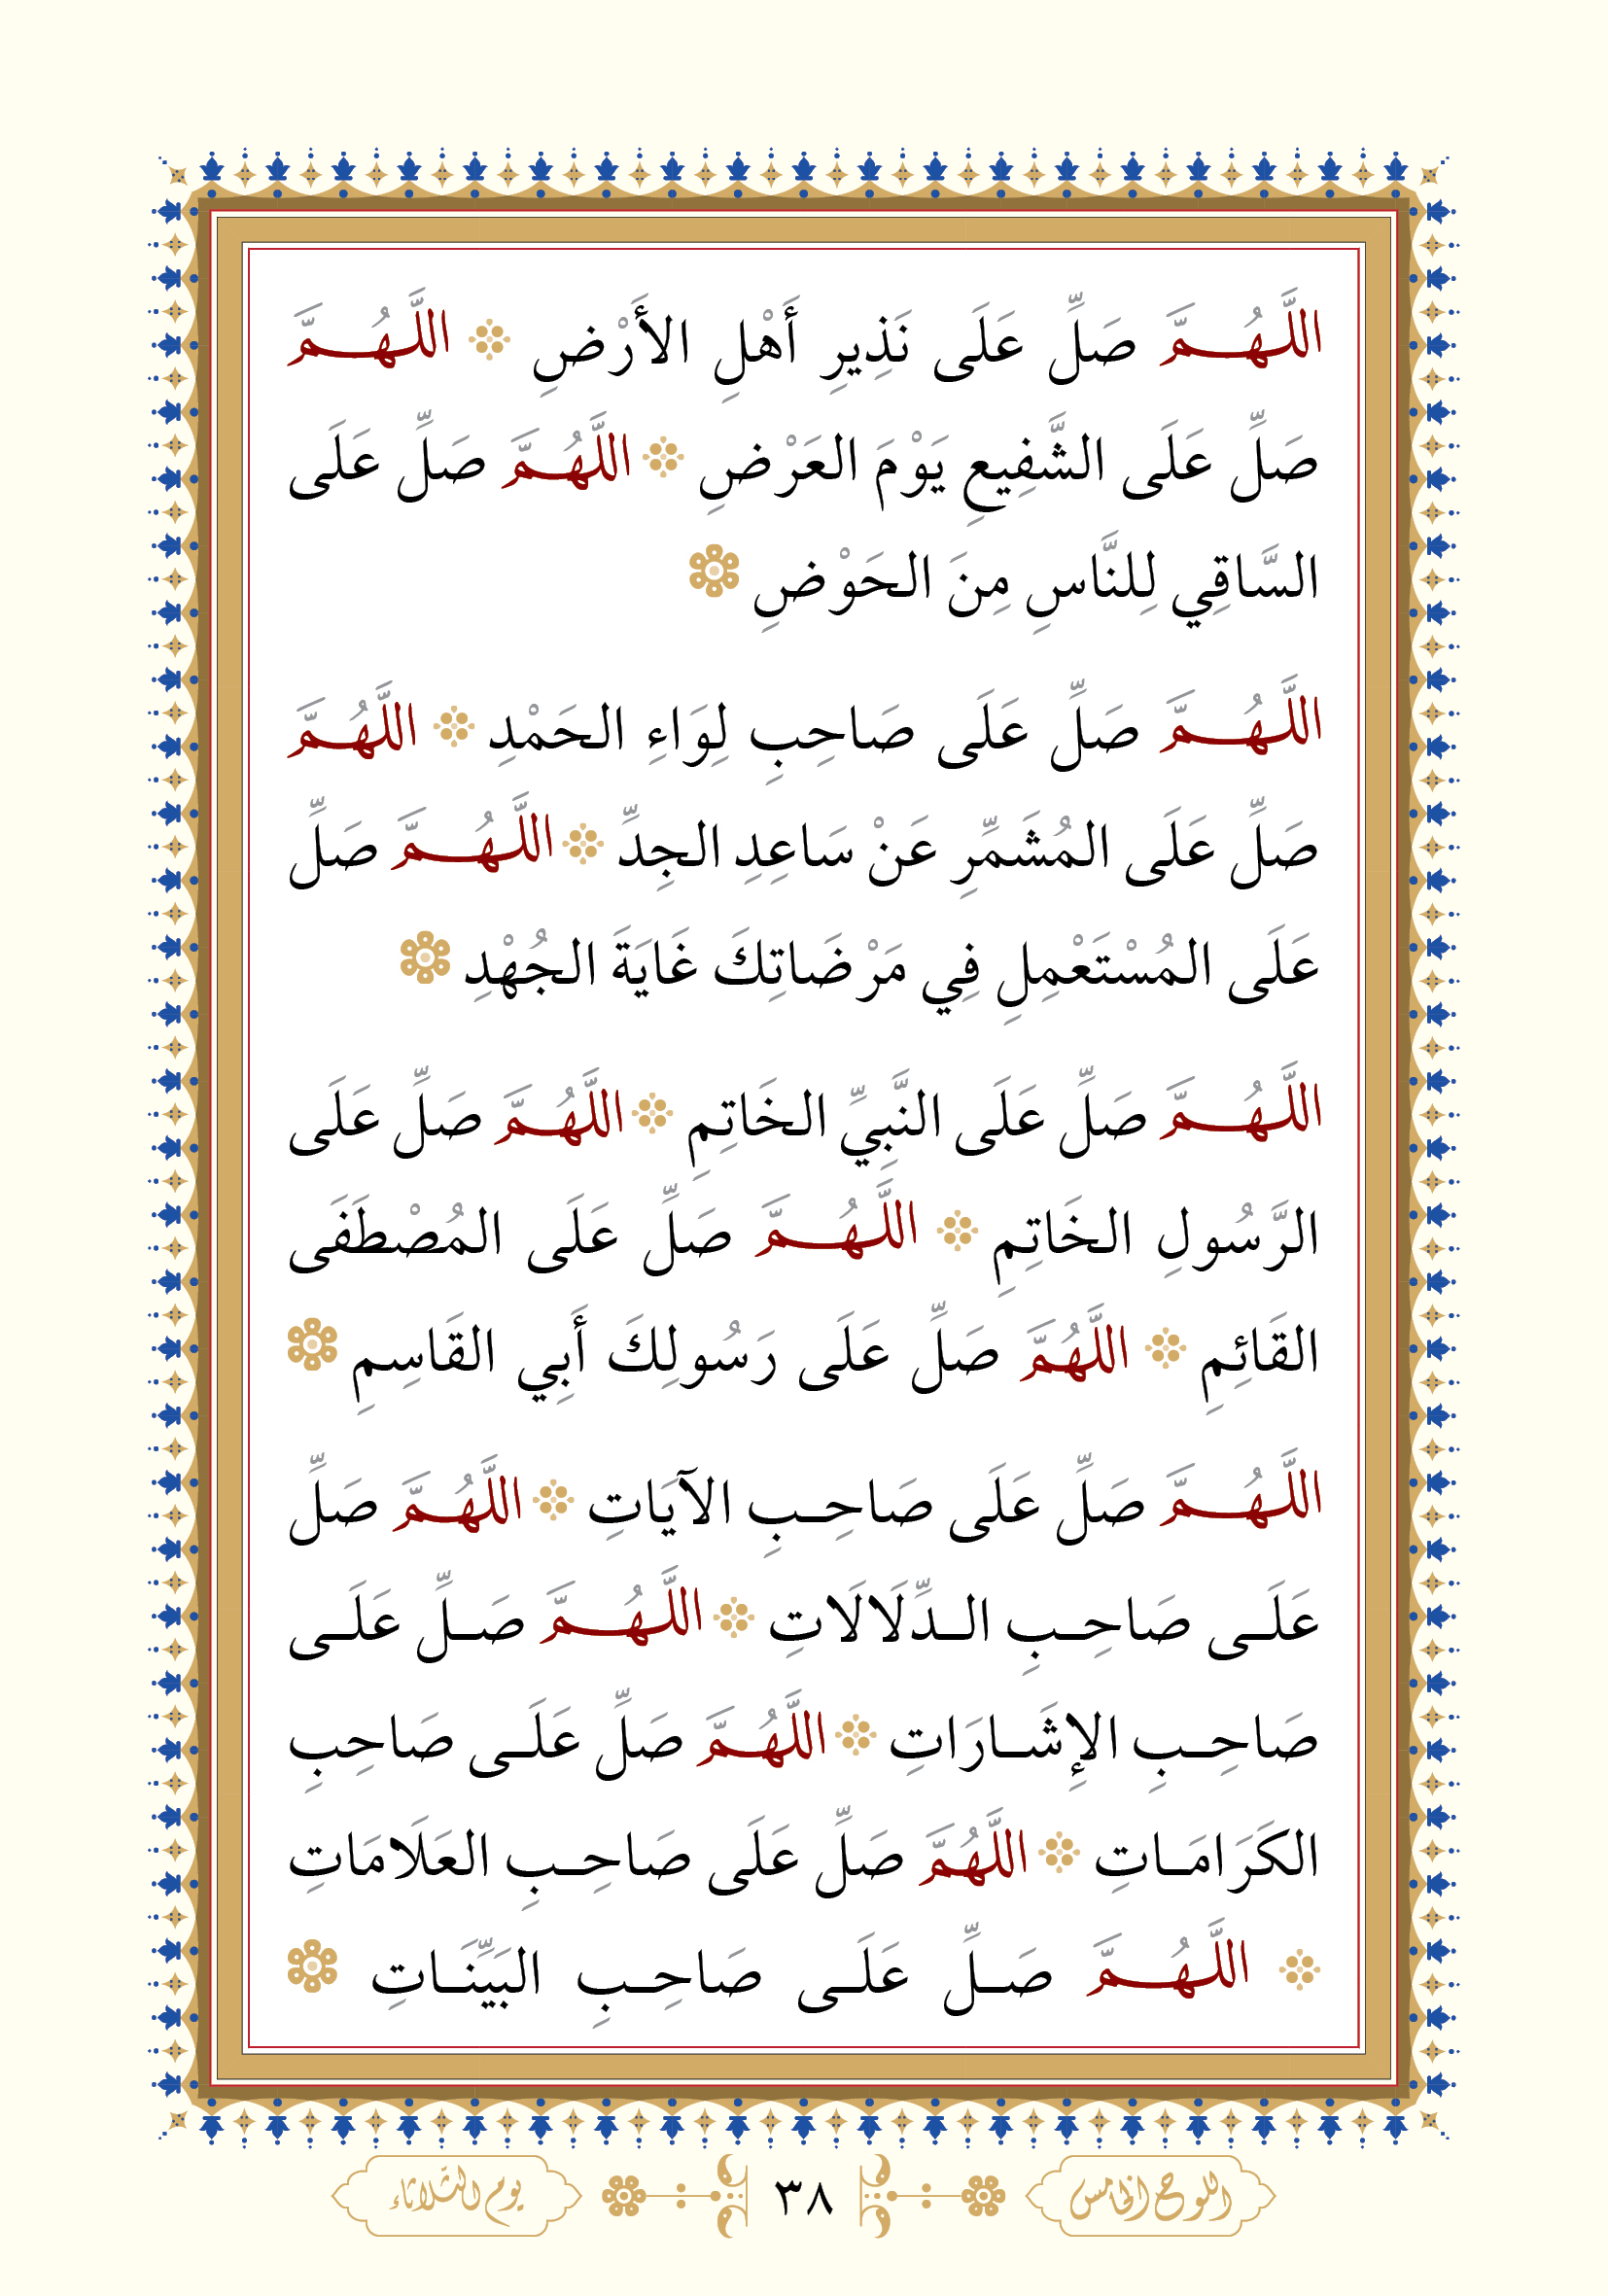 اللَّهُمَّ صَلِّ عَلَى نَذِيرِ أَهْلِ الأَرْضِ اللَّهُمَّ
صَلِّ عَلَى الشَّفِيعِ يَوْمَ العَرْضِ اللَّهُمَّ صَلِّ عَلَى
السَّاقِي لِلنَّاسِ مِنَ الحَوْضِ
اللَّهُمَّ صَلِّ عَلَى صَاحِبِ لِوَاءِ الحَمْدِ اللَّهُمَّ
صَلِّ عَلَى المُشَمِّرِ عَنْ سَاعِدِ الجِدِّ اللَّهُمَّ صَلِّ
عَلَى المُسْتَعْمِلِ فِي مَرْضَاتِكَ غَايَةَ الجُهْدِ
اللَّهُمَّ صَلِّ عَلَى النَّبِيِّ الخَاتِمِ اللَّهُمَّ صَلِّ عَلَى
الرَّسُولِ الخَاتِمِ اللَّهُمَّ صَلِّ عَلَى المُصْطَفَى
القَائِمِ اللَّهُمَّ صَلِّ عَلَى رَسُولِكَ أَبِي القَاسِمِ
اللَّهُمَّ صَلِّ عَلَى صَاحِبِ الآيَاتِ اللَّهُمَّ صَلِّ
عَلَى صَاحِبِ الدِّلَالَاتِ اللَّهُمَّ صَلِّ عَلَى
صَاحِبِ الإِشَارَاتِ اللَّهُمَّ صَلِّ عَلَى صَاحِبِ
الكَرَامَاتِ اللَّهُمَّ صَلِّ عَلَى صَاحِبِ العَلَامَاتِ
اللَّهُمَّ صَلِّ عَلَى صَاحِبِ البَيِّنَاتِ
اللوح الخامس ٣٨ يوم الثلاثاء